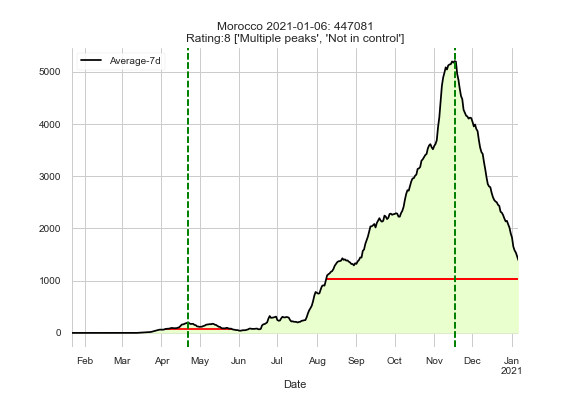 Morocco 2021-01-06: 447081
Rating:8 ['Multiple peaks', 'Not in control']
Average-7d
5000
4000
3000
2000
1000
0
Feb Mar Apr May Jun Jul Aug Sep Oct Nov Dec Jan
2021
Date